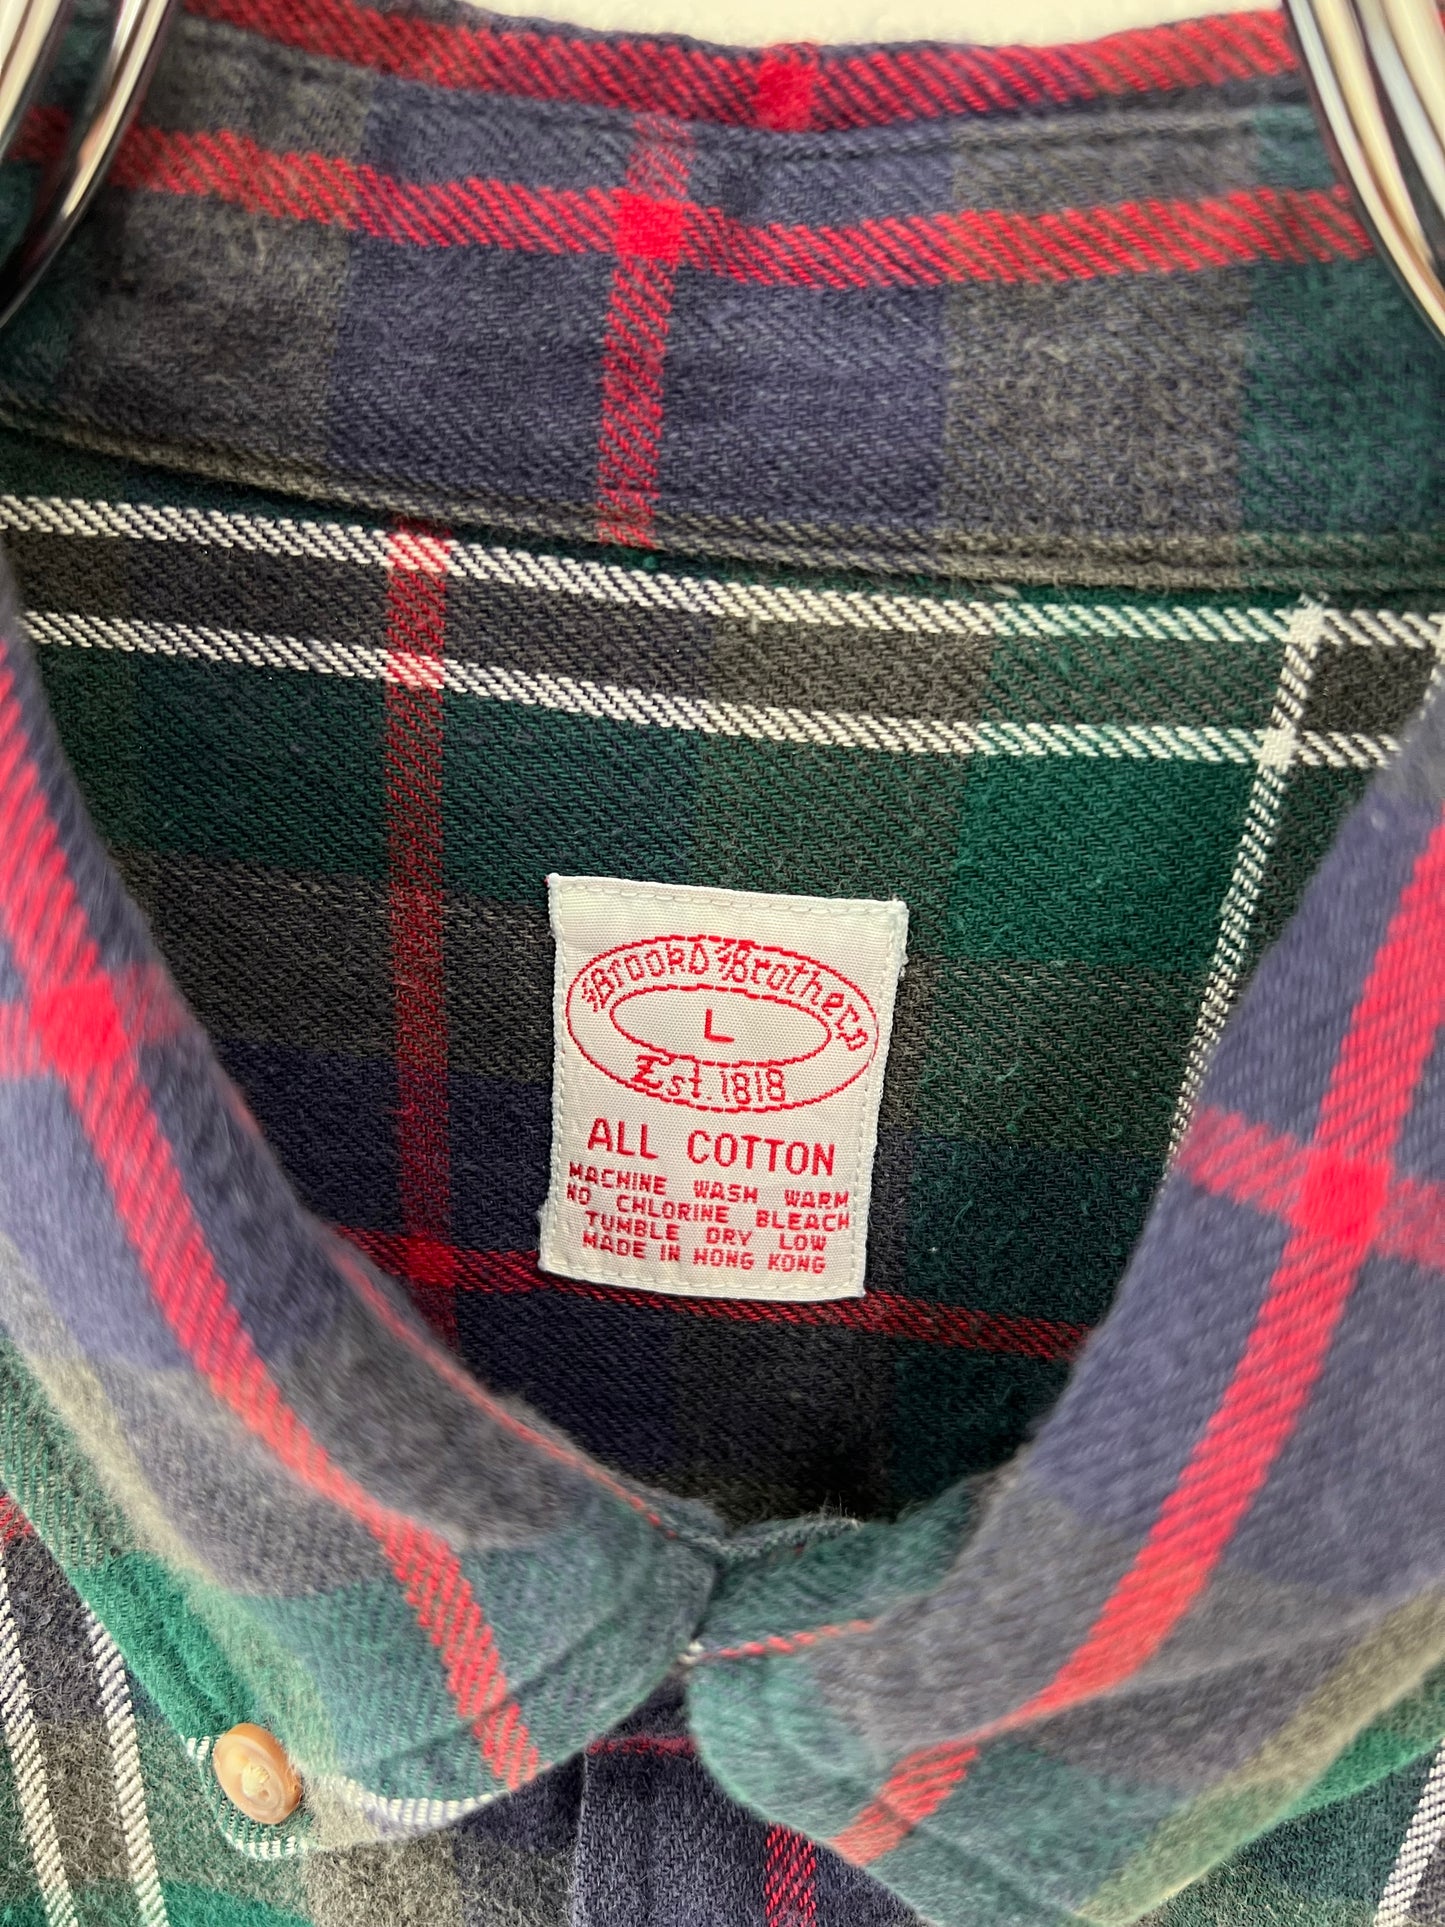 Brooks Brothers
L
Est. 1818
ALL COTTON
MACHINE WASH WARM
NO CHLORINE BLEACH
TUMBLE DRY LOW
MADE IN HONG KONG